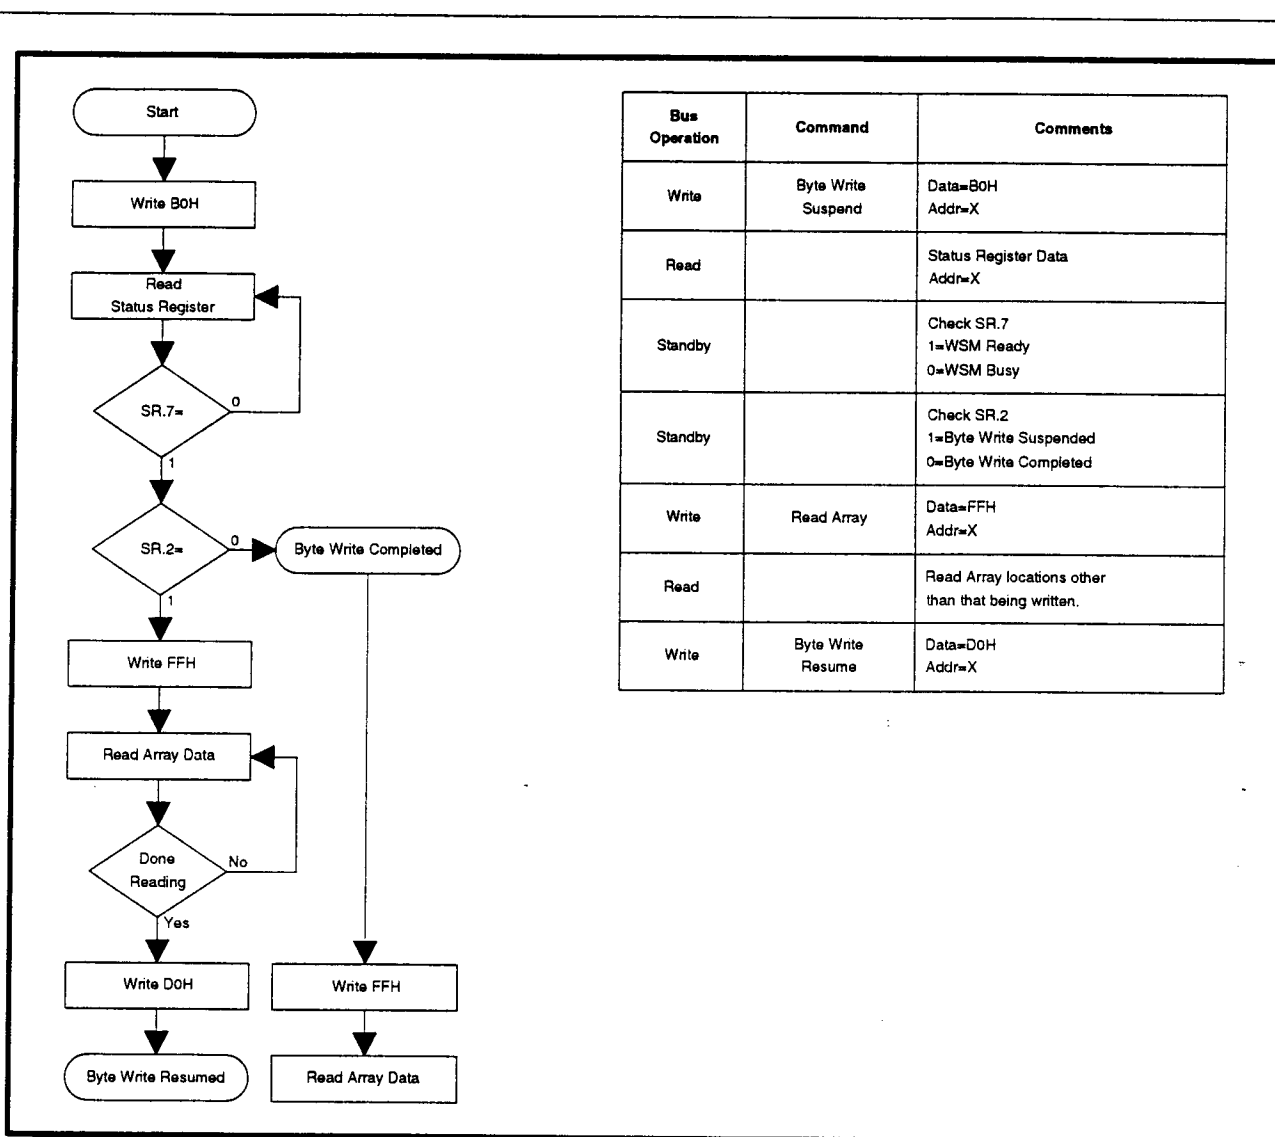 Start
Write B0H
Read
Status Register
SR.7=
0
1
SR.2=
0
Byte Write Completed
1
Write FFH
Read Array Data
Done
Reading
No
Yes
Write D0H
Write FFH
Byte Write Resumed
Read Array Data
Bus
Operation
Command
Comments
Write
Byte Write
Suspend
Data=B0H
Addr=X
Read
Status Register Data
Addr=X
Standby
Check SR.7
1=WSM Ready
0=WSM Busy
Standby
Check SR.2
1=Byte Write Suspended
0=Byte Write Completed
Write
Read Array
Data=FFH
Addr=X
Read
Read Array locations other
than that being written.
Write
Byte Write
Resume
Data=D0H
Addr=X